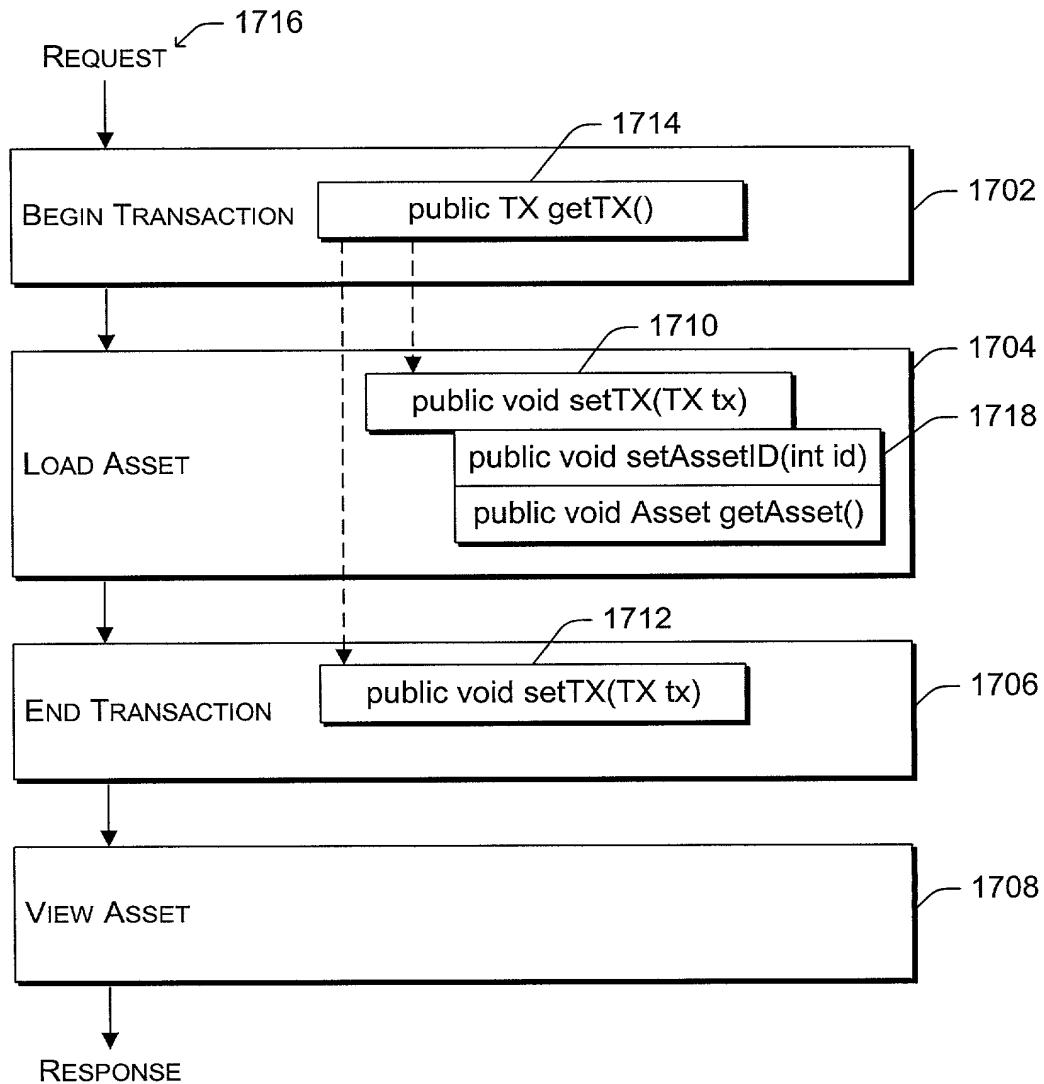 1716
REQUEST
1714
BEGIN TRANSACTION
public TX getTX()
1702
1710
1704
public void setTX(TX tx)
1718
LOAD ASSET
public void setAssetID(int id)
public void Asset getAsset()
1712
END TRANSACTION
public void setTX(TX tx)
1706
VIEW ASSET
1708
RESPONSE